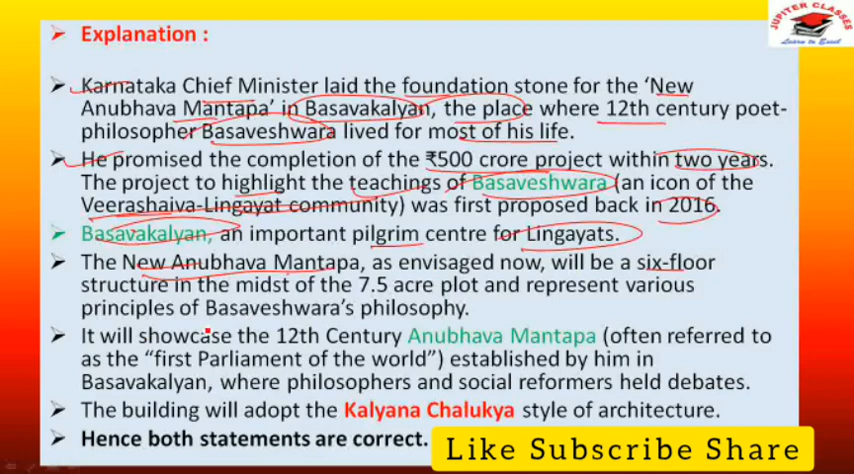 JUPITER CLASSES
Learn to Excel
Explanation :
Karnataka Chief Minister laid the foundation stone for the ‘New
Anubhava Mantapa’ in Basavakalyan, the place where 12th century poet-
philosopher Basaveshwara lived for most of his life.
He promised the completion of the ₹500 crore project within two years.
The project to highlight the teachings of Basaveshwara (an icon of the
Veerashaiva-Lingayat community) was first proposed back in 2016.
Basavakalyan, an important pilgrim centre for Lingayats.
The New Anubhava Mantapa, as envisaged now, will be a six-floor
structure in the midst of the 7.5 acre plot and represent various
principles of Basaveshwara’s philosophy.
It will showcase the 12th Century Anubhava Mantapa (often referred to
as the “first Parliament of the world”) established by him in
Basavakalyan, where philosophers and social reformers held debates.
The building will adopt the Kalyana Chalukya style of architecture.
Hence both statements are correct.
Like Subscribe Share